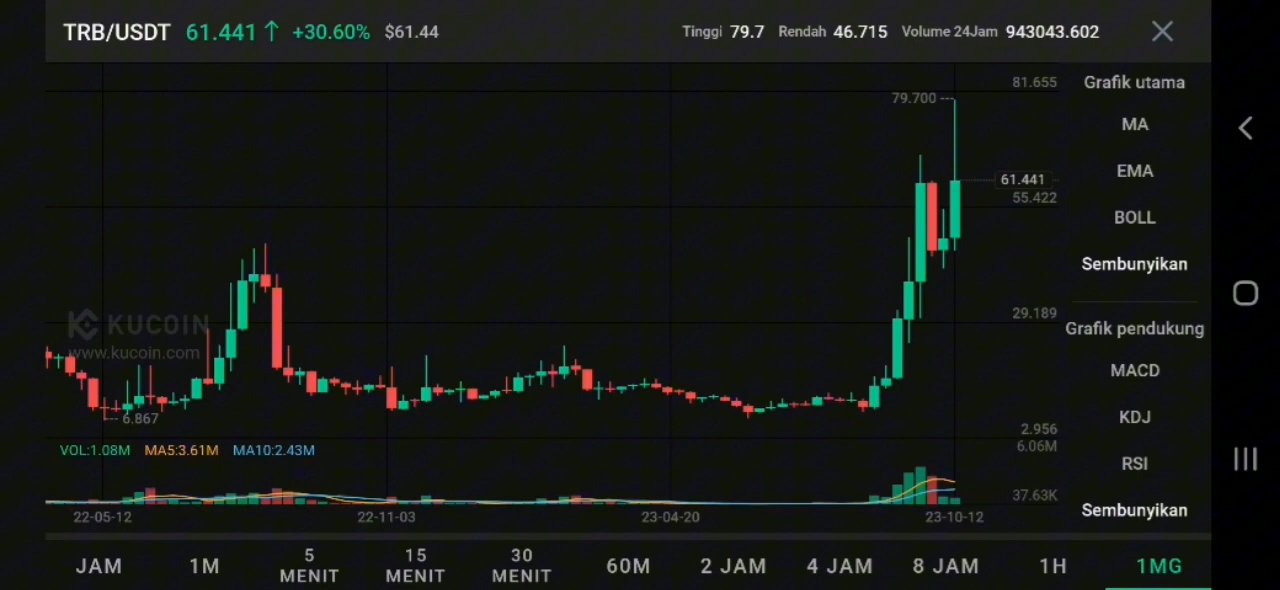 TRB/USDT 61.441↑ +30.60% $61.44 Tinggi 79.7 Rendah 46.715 Volume 24Jam 943043.602
81.655
Grafik utama
79.700
MA
EMA
61.441
55.422
BOLL
Sembunyikan
29.189
KUCOIN
Grafik pendukung
www.kucoin.com
MACD
6.867
KDJ
2.956
VOL:1.08M MA5:3.61M MA10:2.43M
6.06M
RSI
37.63K
Sembunyikan
22-05-12 22-11-03 23-04-20 23-10-12
JAM 1M 5 MENIT 15 MENIT 30 MENIT 60M 2 JAM 4 JAM 8 JAM 1H 1MG